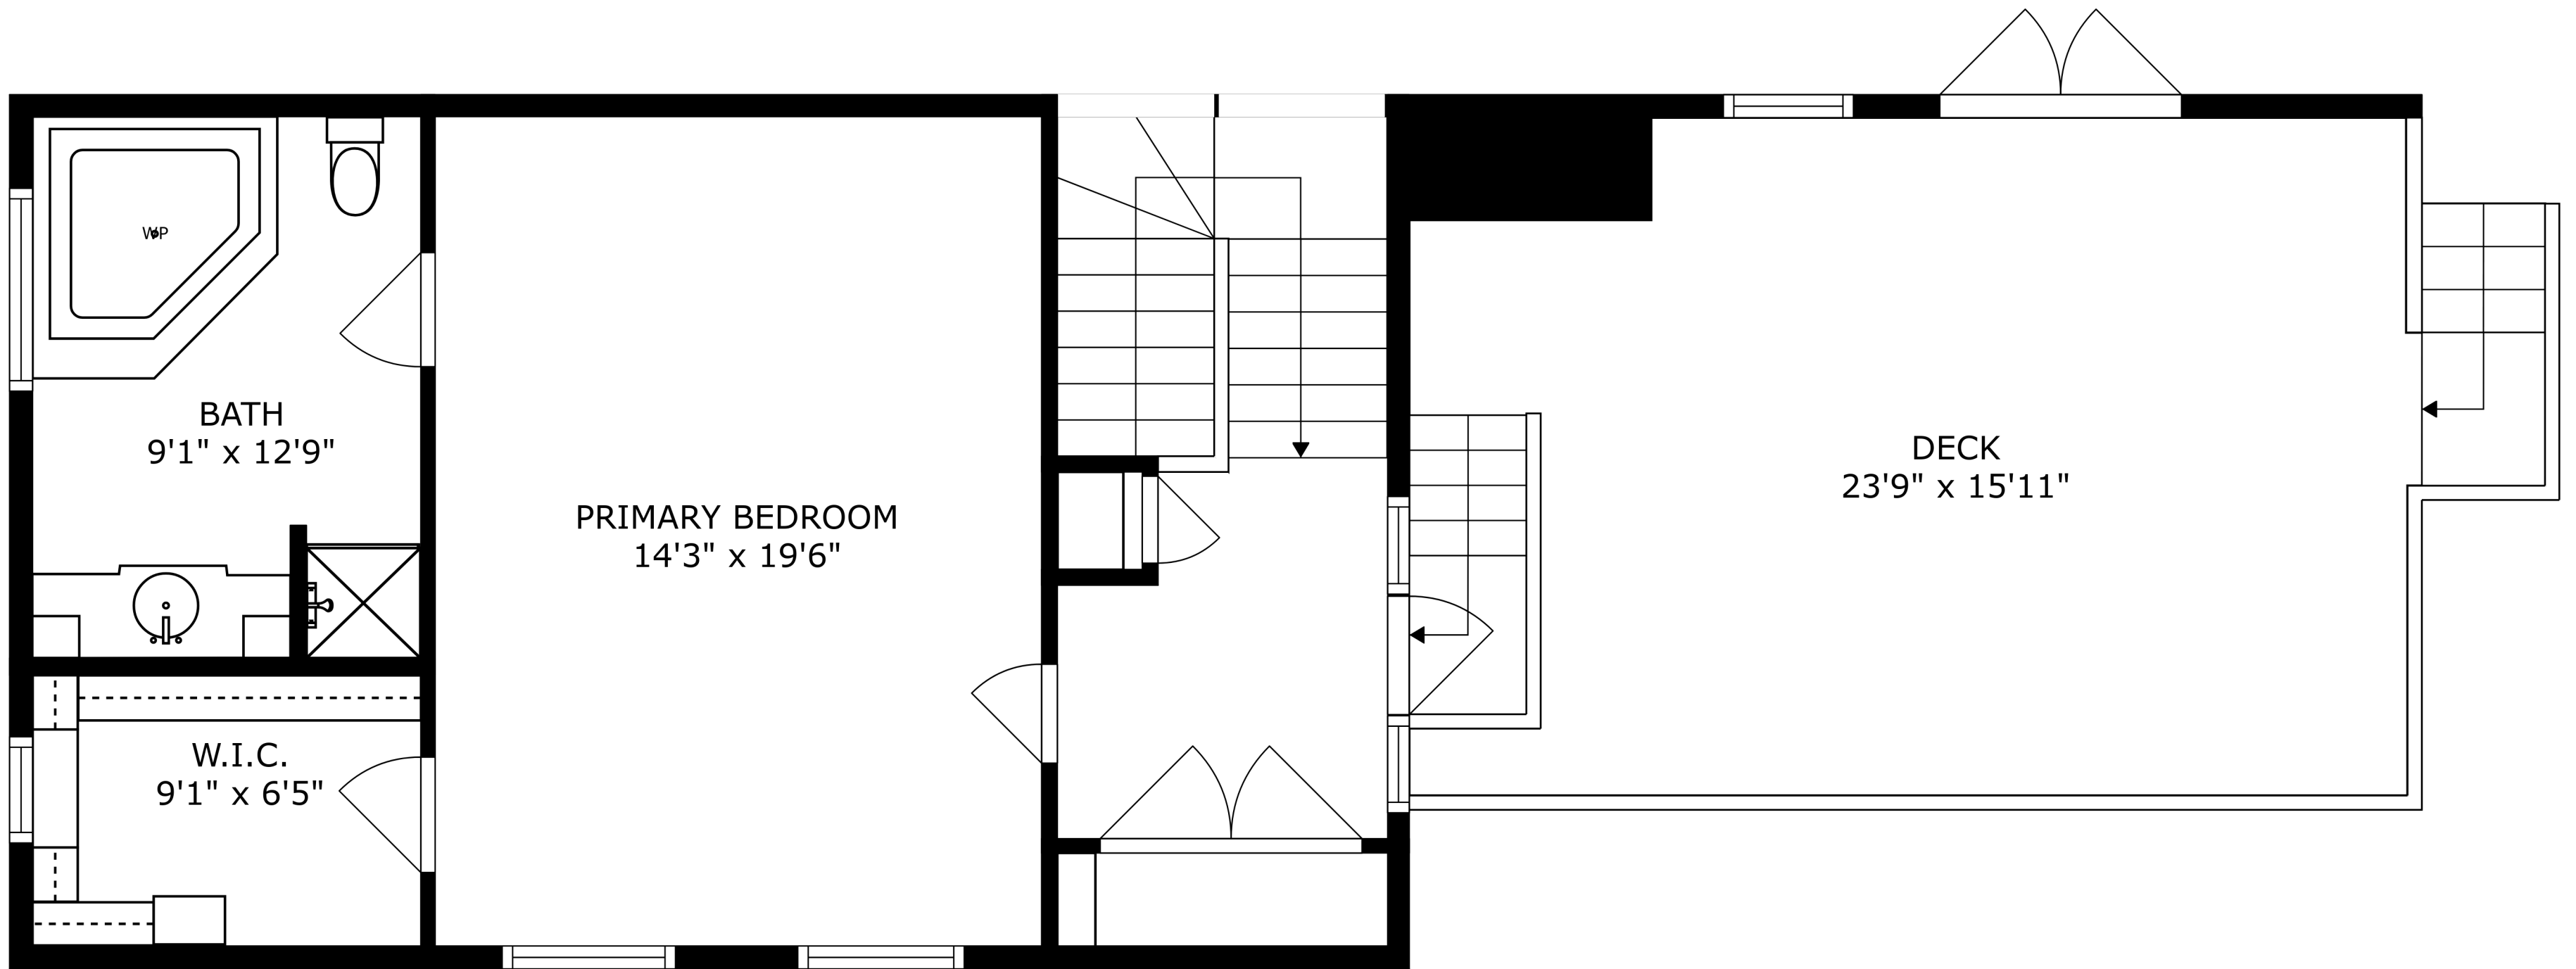 WP
BATH
9'1" x 12'9"
PRIMARY BEDROOM
14'3" x 19'6"
DECK
23'9" x 15'11"
W.I.C.
9'1" x 6'5"